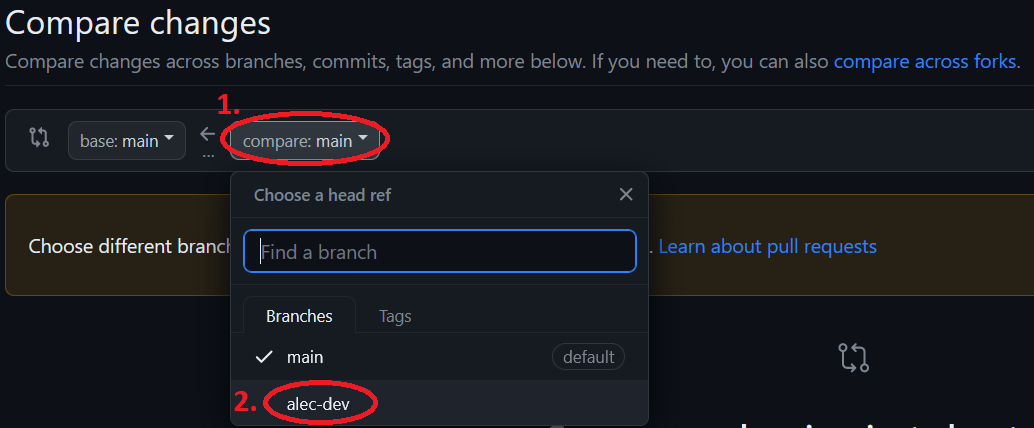 Compare changes
Compare changes across branches, commits, tags, and more below. If you need to, you can also compare across forks.
1.
base: main
...
compare: main
Choose a head ref
Choose different
. Learn about pull requests
Find a branch
Branches
Tags
main
default
2.
alec-dev